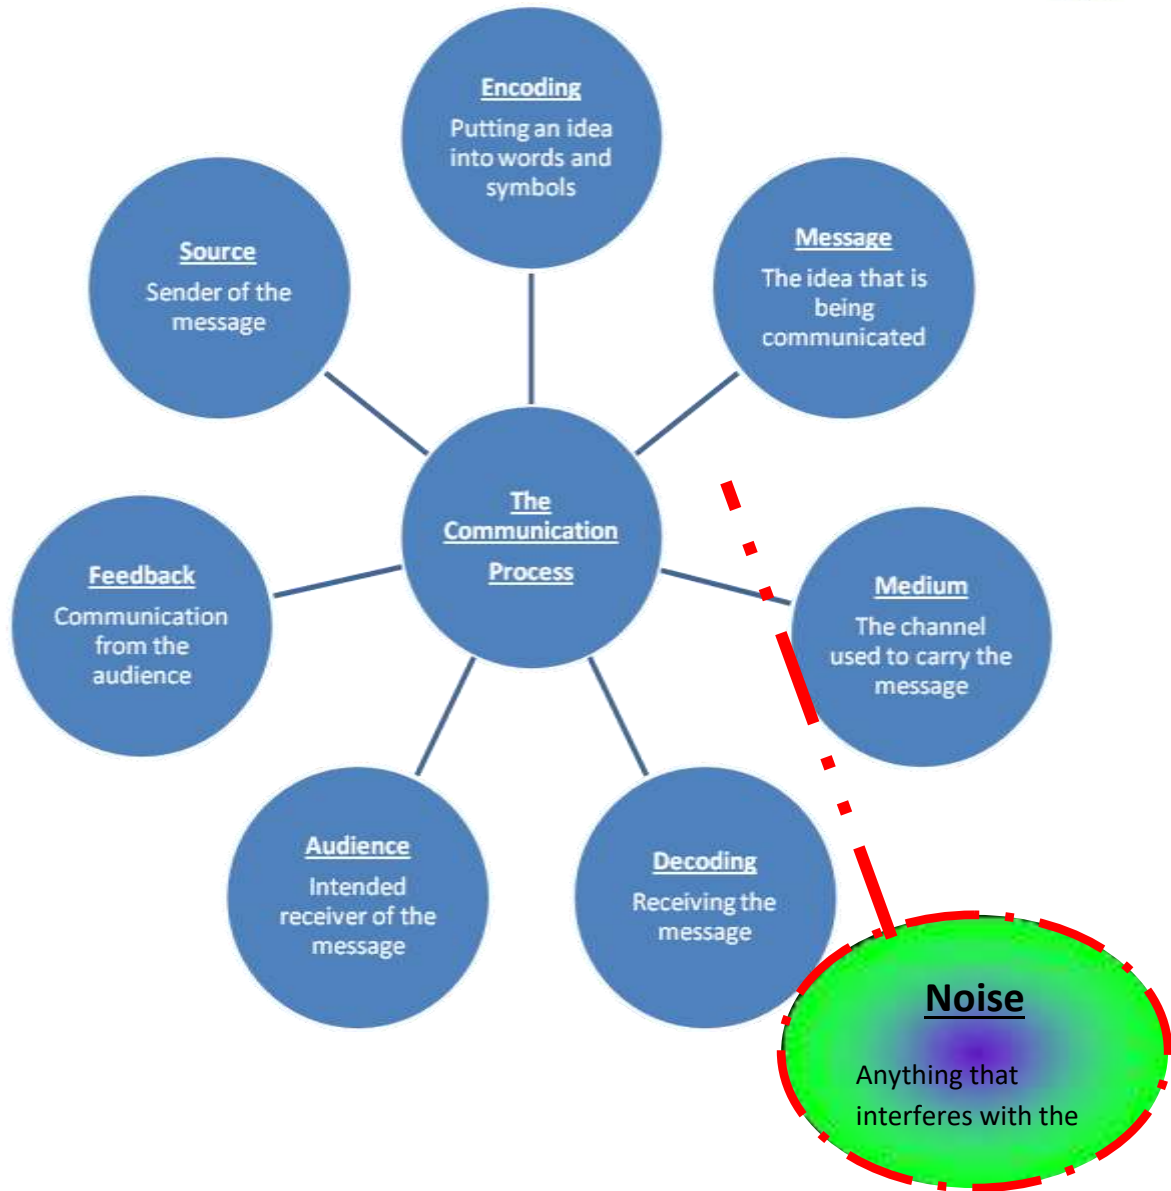 Encoding
Putting an idea
into words and
symbols
Message
The idea that is
being
communicated
Source
Sender of the
message
The
Communication
Process
Medium
The channel
used to carry the
message
Feedback
Communication
from the
audience
Audience
Intended
receiver of the
message
Decoding
Receiving the
message
Noise
Anything that
interferes with the